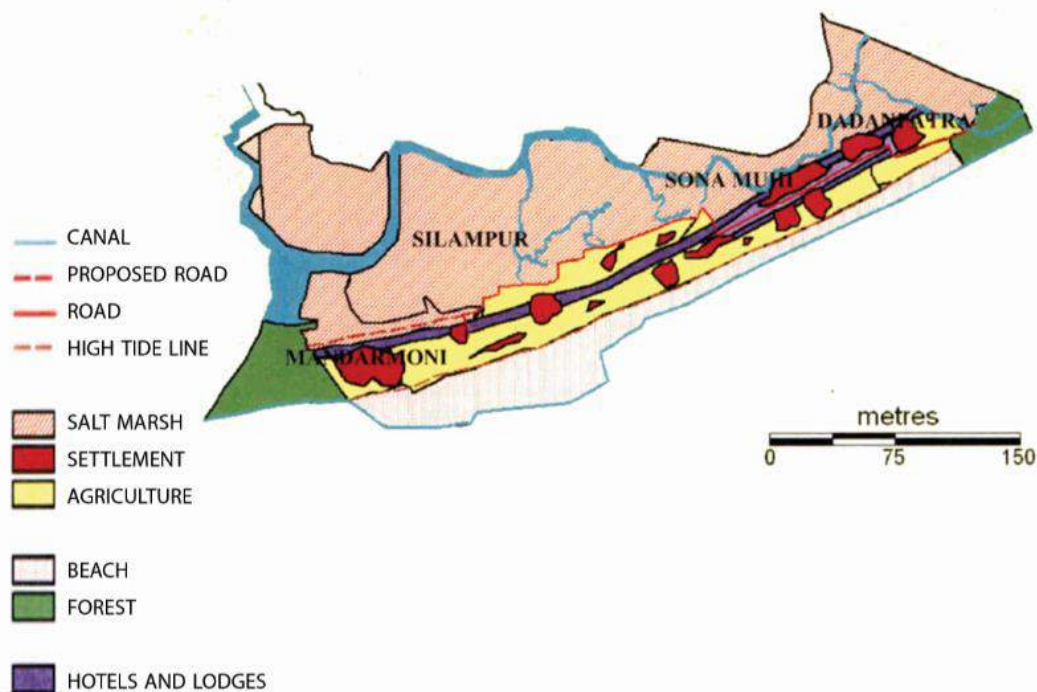 DADANPATRA
SONA MUHI
SILAMPUR
MANDARMONI
CANAL
PROPOSED ROAD
ROAD
HIGH TIDE LINE
SALT MARSH
SETTLEMENT
AGRICULTURE
BEACH
FOREST
HOTELS AND LODGES
metres
0 75 150